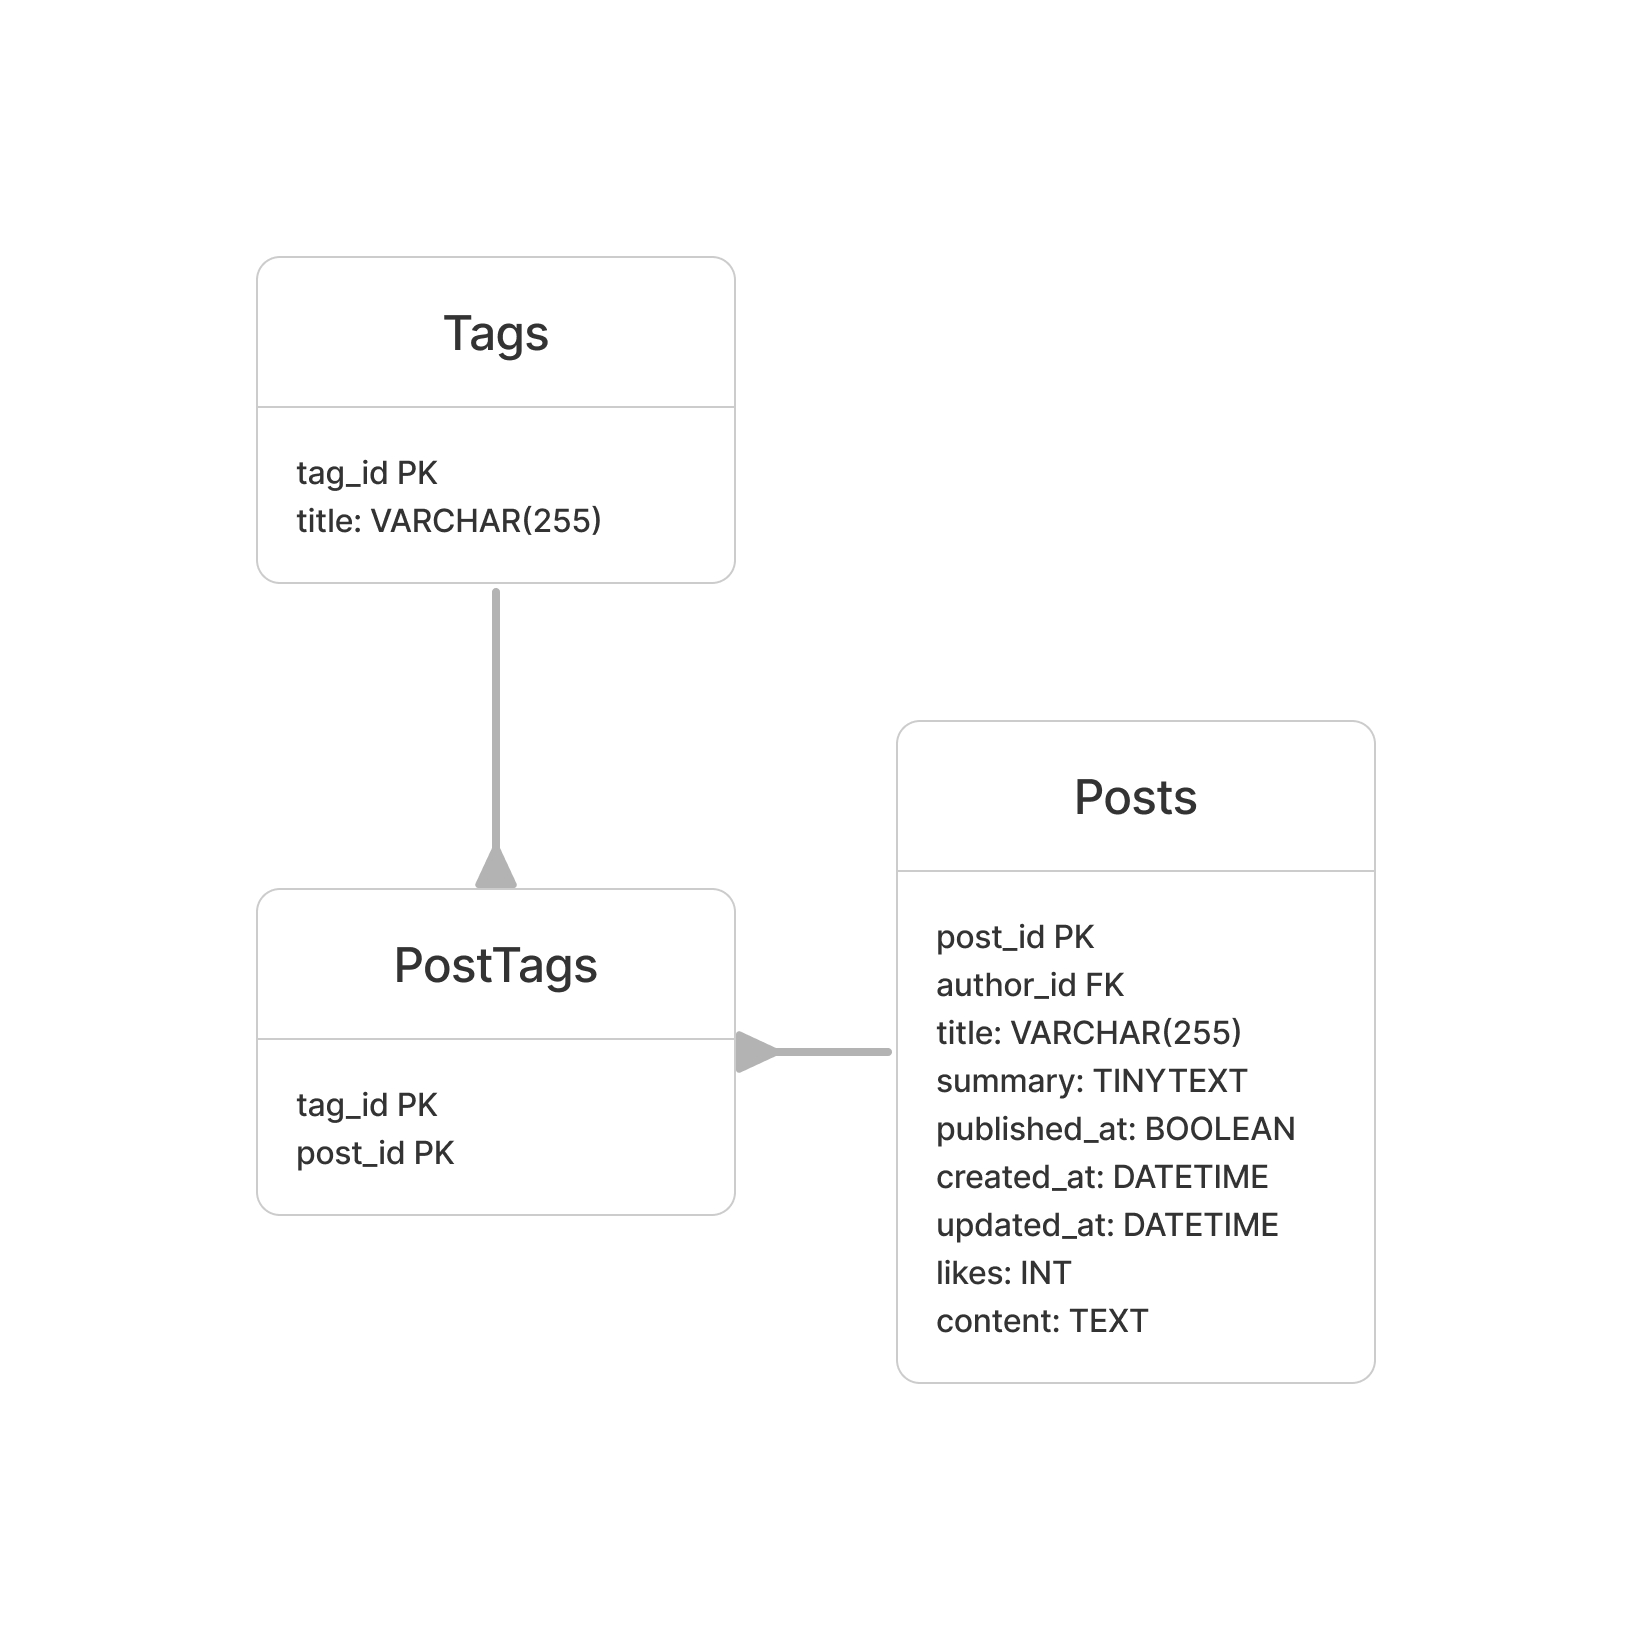 Tags
tag_id PK
title: VARCHAR(255)
PostTags
tag_id PK
post_id PK
Posts
post_id PK
author_id FK
title: VARCHAR(255)
summary: TINYTEXT
published_at: BOOLEAN
created_at: DATETIME
updated_at: DATETIME
likes: INT
content: TEXT